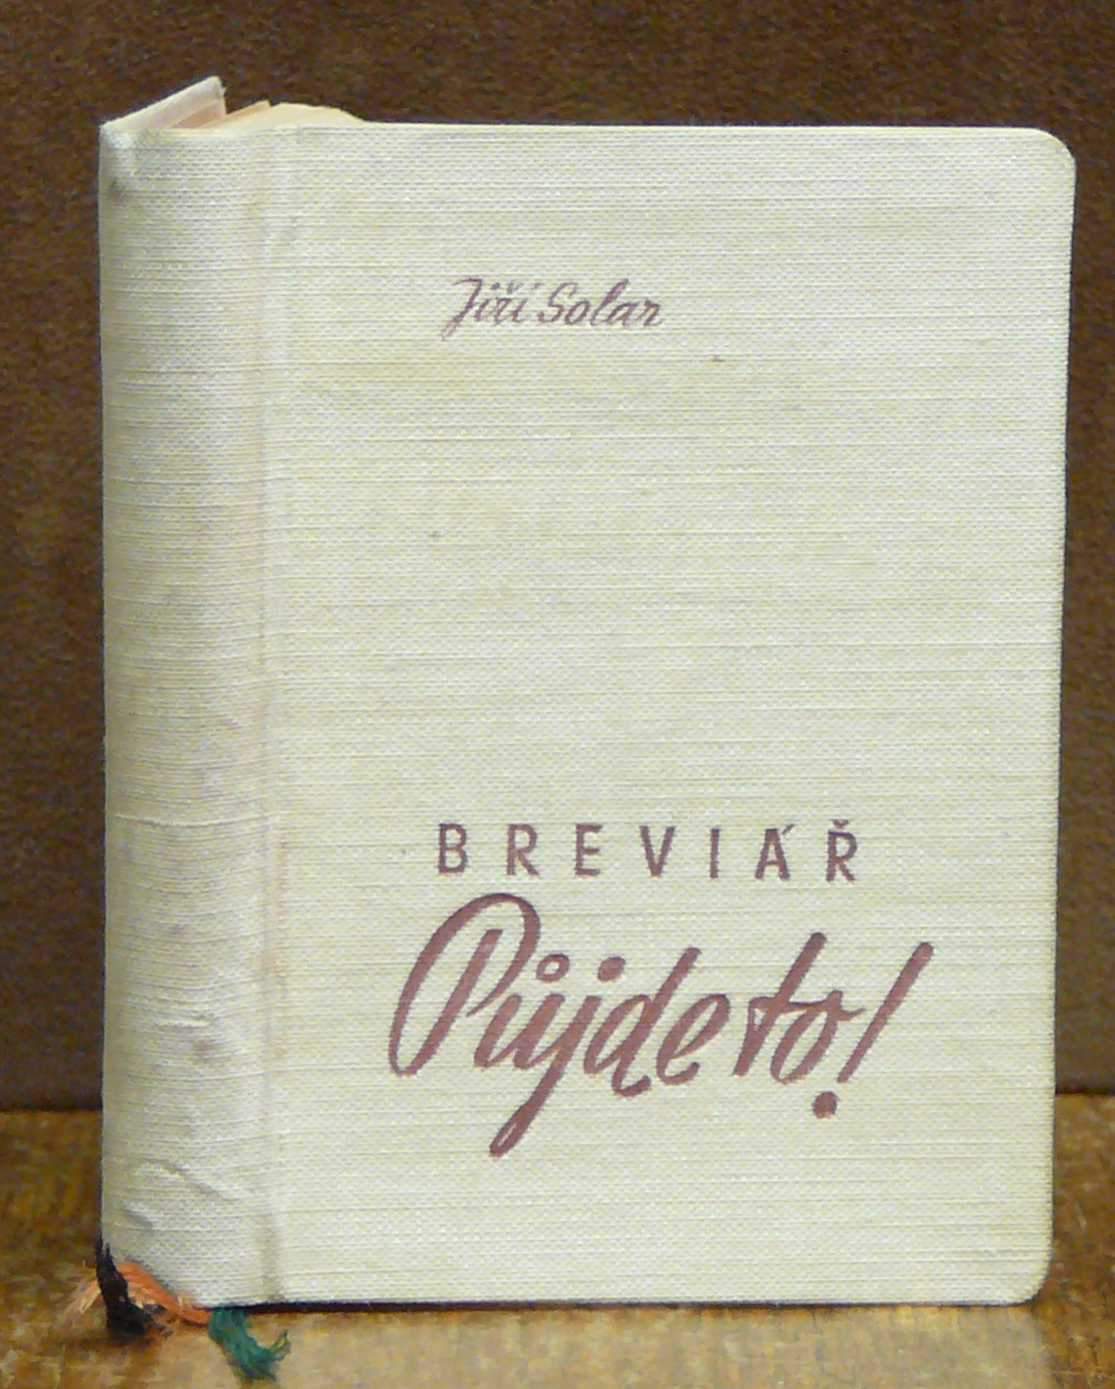 Jiří Solar
BREVIÁŘ
Půjde to!